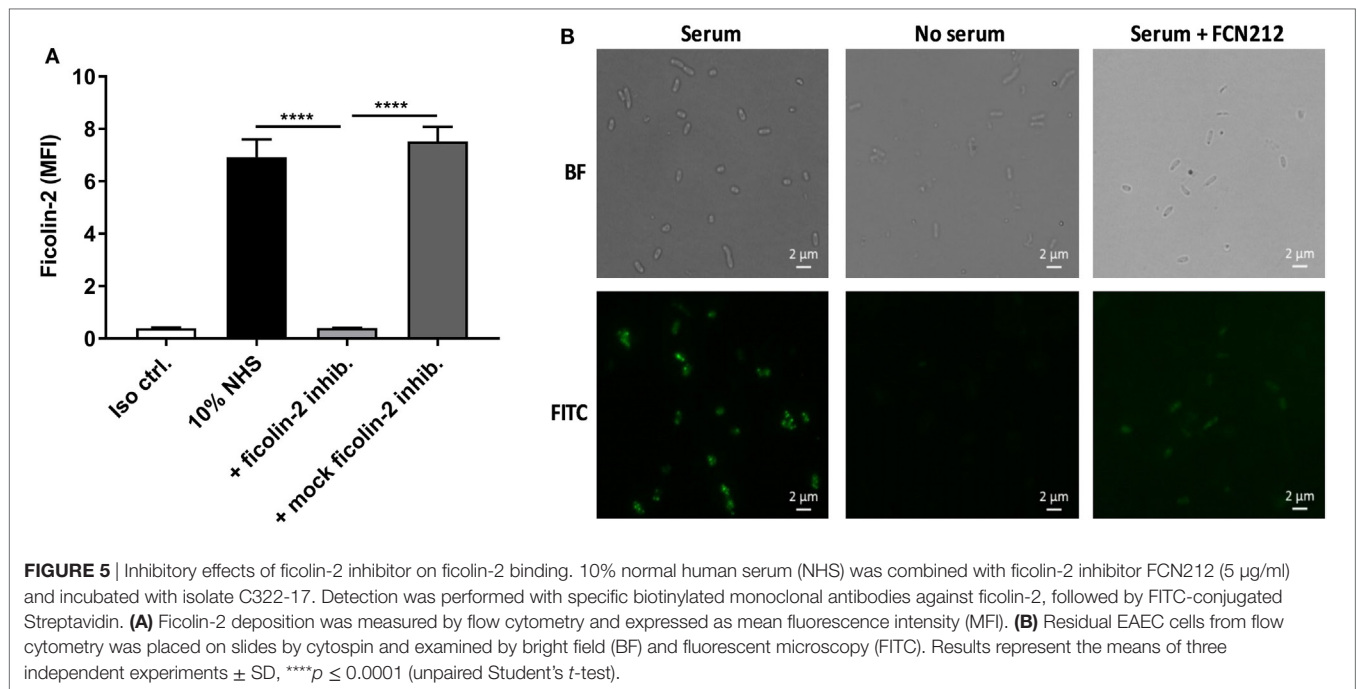 A
10
8
6
4
2
0
Ficolin-2 (MFI)
****
****
Iso ctrl.
10% NHS
+ ficolin-2 inhib.
+ mock ficolin-2 inhib.
B
Serum
No serum
Serum + FCN212
BF
2 µm
2 µm
2 µm
FITC
2 µm
2 µm
2 µm
FIGURE 5 | Inhibitory effects of ficolin-2 inhibitor on ficolin-2 binding. 10% normal human serum (NHS) was combined with ficolin-2 inhibitor FCN212 (5 µg/ml)
and incubated with isolate C322-17. Detection was performed with specific biotinylated monoclonal antibodies against ficolin-2, followed by FITC-conjugated
Streptavidin. (A) Ficolin-2 deposition was measured by flow cytometry and expressed as mean fluorescence intensity (MFI). (B) Residual EAEC cells from flow
cytometry was placed on slides by cytospin and examined by bright field (BF) and fluorescent microscopy (FITC). Results represent the means of three
independent experiments ± SD, ****p ≤ 0.0001 (unpaired Student's t-test).